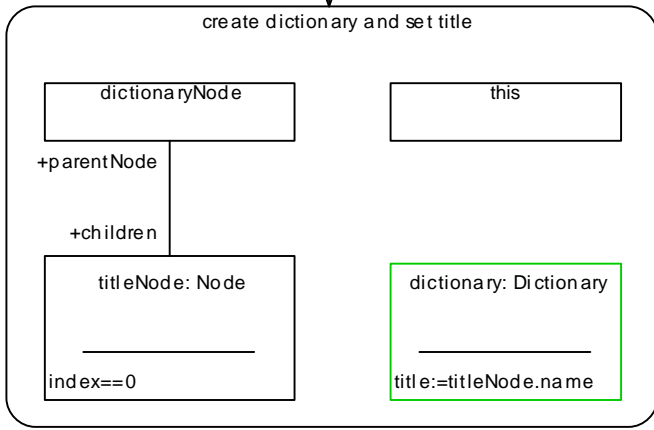 create dictionary and set title
dictionaryNode
this
+parentNode
+children
titleNode: Node
dictionary: Dictionary
index==0
title:=titleNode.name